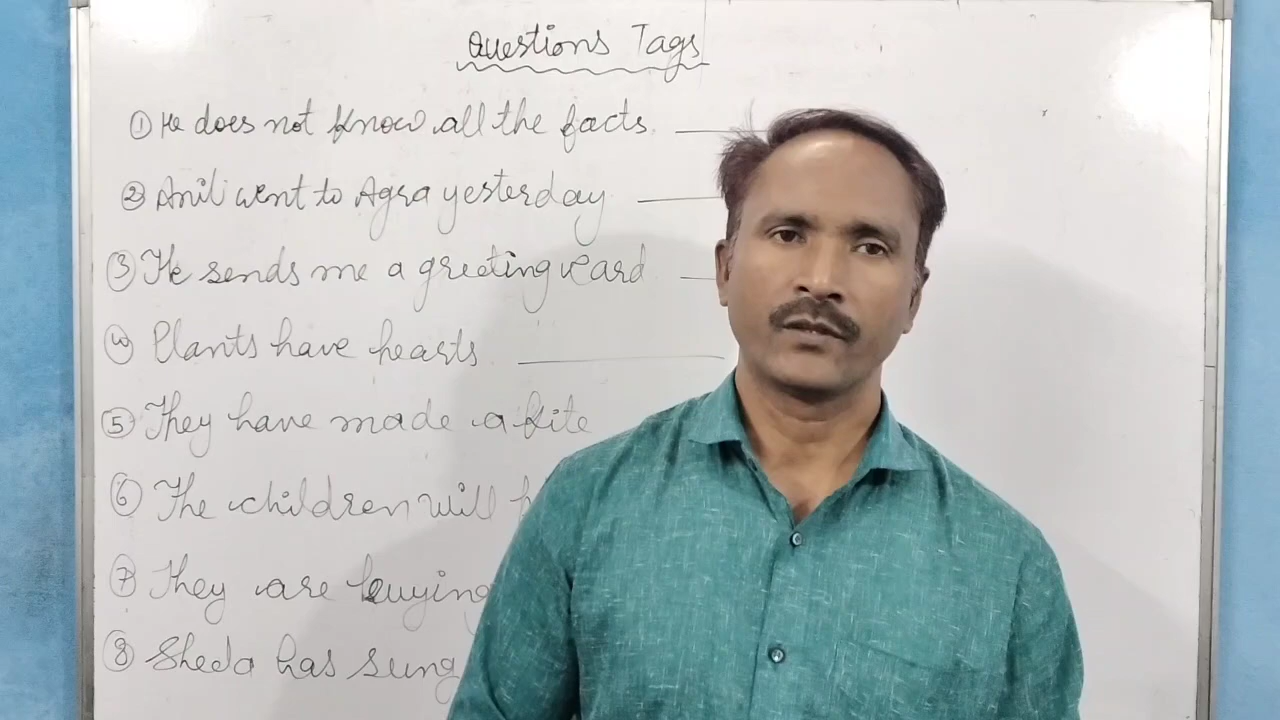 Questions Tags
① He does not know all the facts.
② Anil went to Agra yesterday
③ He sends me a greeting card
④ Plants have hearts.
⑤ They have made a kite
⑥ The children will
⑦ They are buying
⑧ Sheela has sung